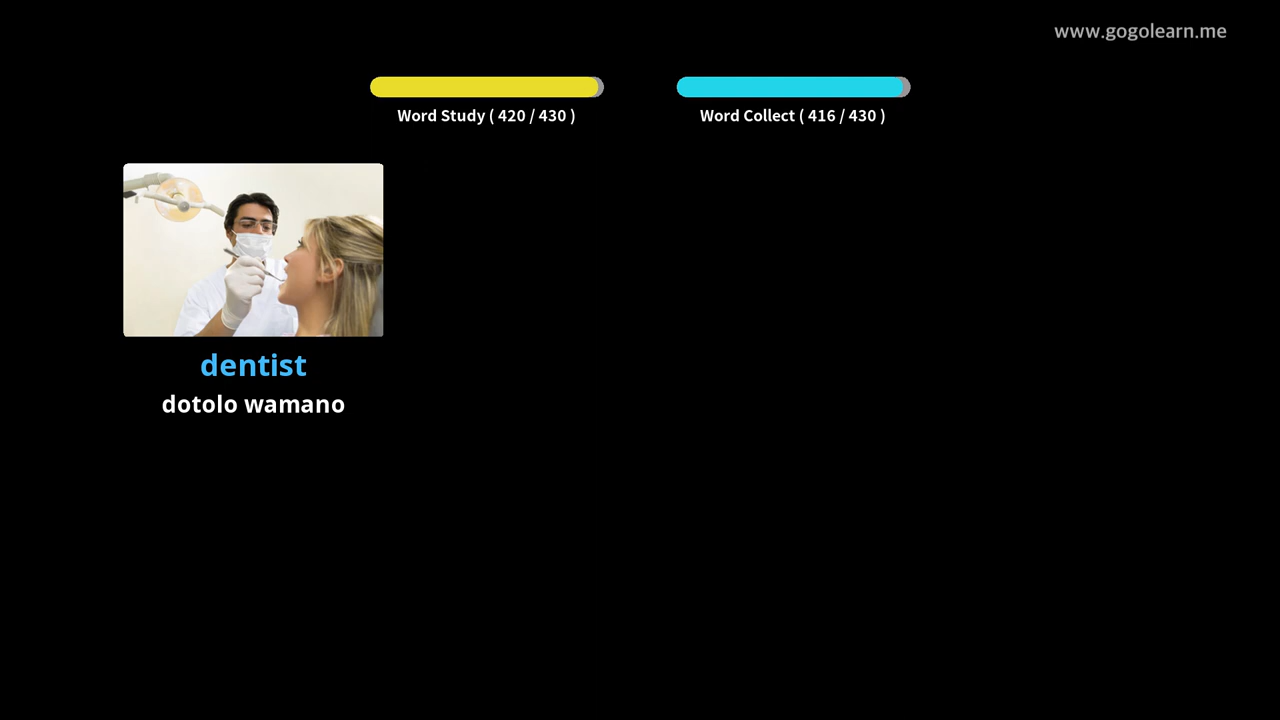 www.gogolearn.me
Word Study ( 420 / 430 )
Word Collect ( 416 / 430 )
dentist
dotolo wamano